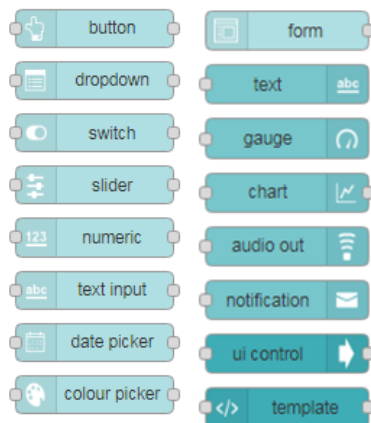 button
dropdown
switch
slider
123 numeric
abc text input
date picker
colour picker
form
text abc
gauge
chart
audio out
notification
ui control
</> template